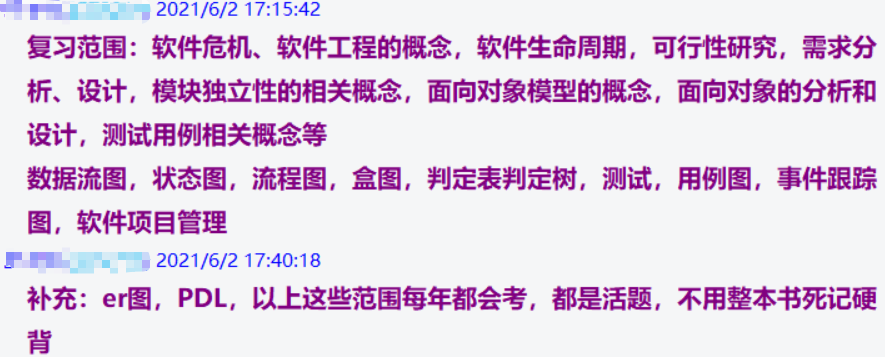 2021/6/2 17:15:42
复习范围：软件危机、软件工程的概念，软件生命周期，可行性研究，需求分
析、设计，模块独立性的相关概念，面向对象模型的概念，面向对象的分析和
设计，测试用例相关概念等
数据流图，状态图，流程图，盒图，判定表判定树，测试，用例图，事件跟踪
图，软件项目管理
2021/6/2 17:40:18
补充：er图，PDL，以上这些范围每年都会考，都是活题，不用整本书死记硬
背